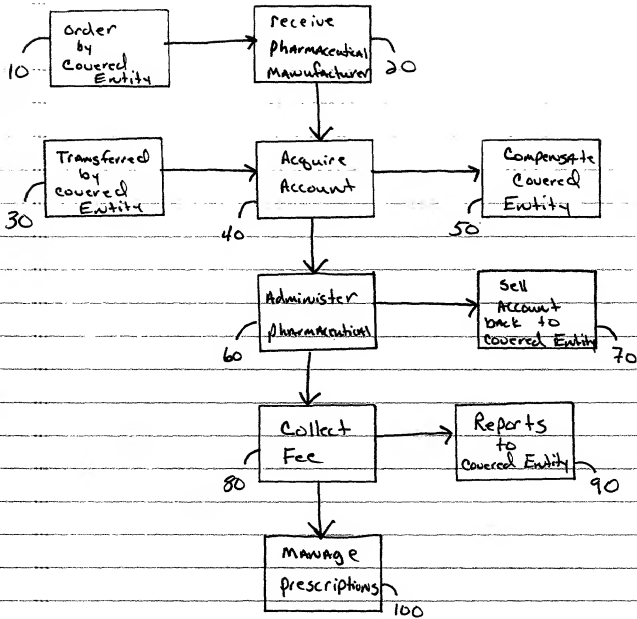 Order
by
Covered
Entity
10
receive
pharmaceutical
Manufacturer
20
Transferred
by
covered
Entity
30
Acquire
Account
40
Compensate
Covered
Entity
50
Administer
pharmaceutical
60
Sell
Account
back to
covered Entity
70
Collect
Fee
80
Reports
to
Covered Entity
90
Manage
prescriptions
100